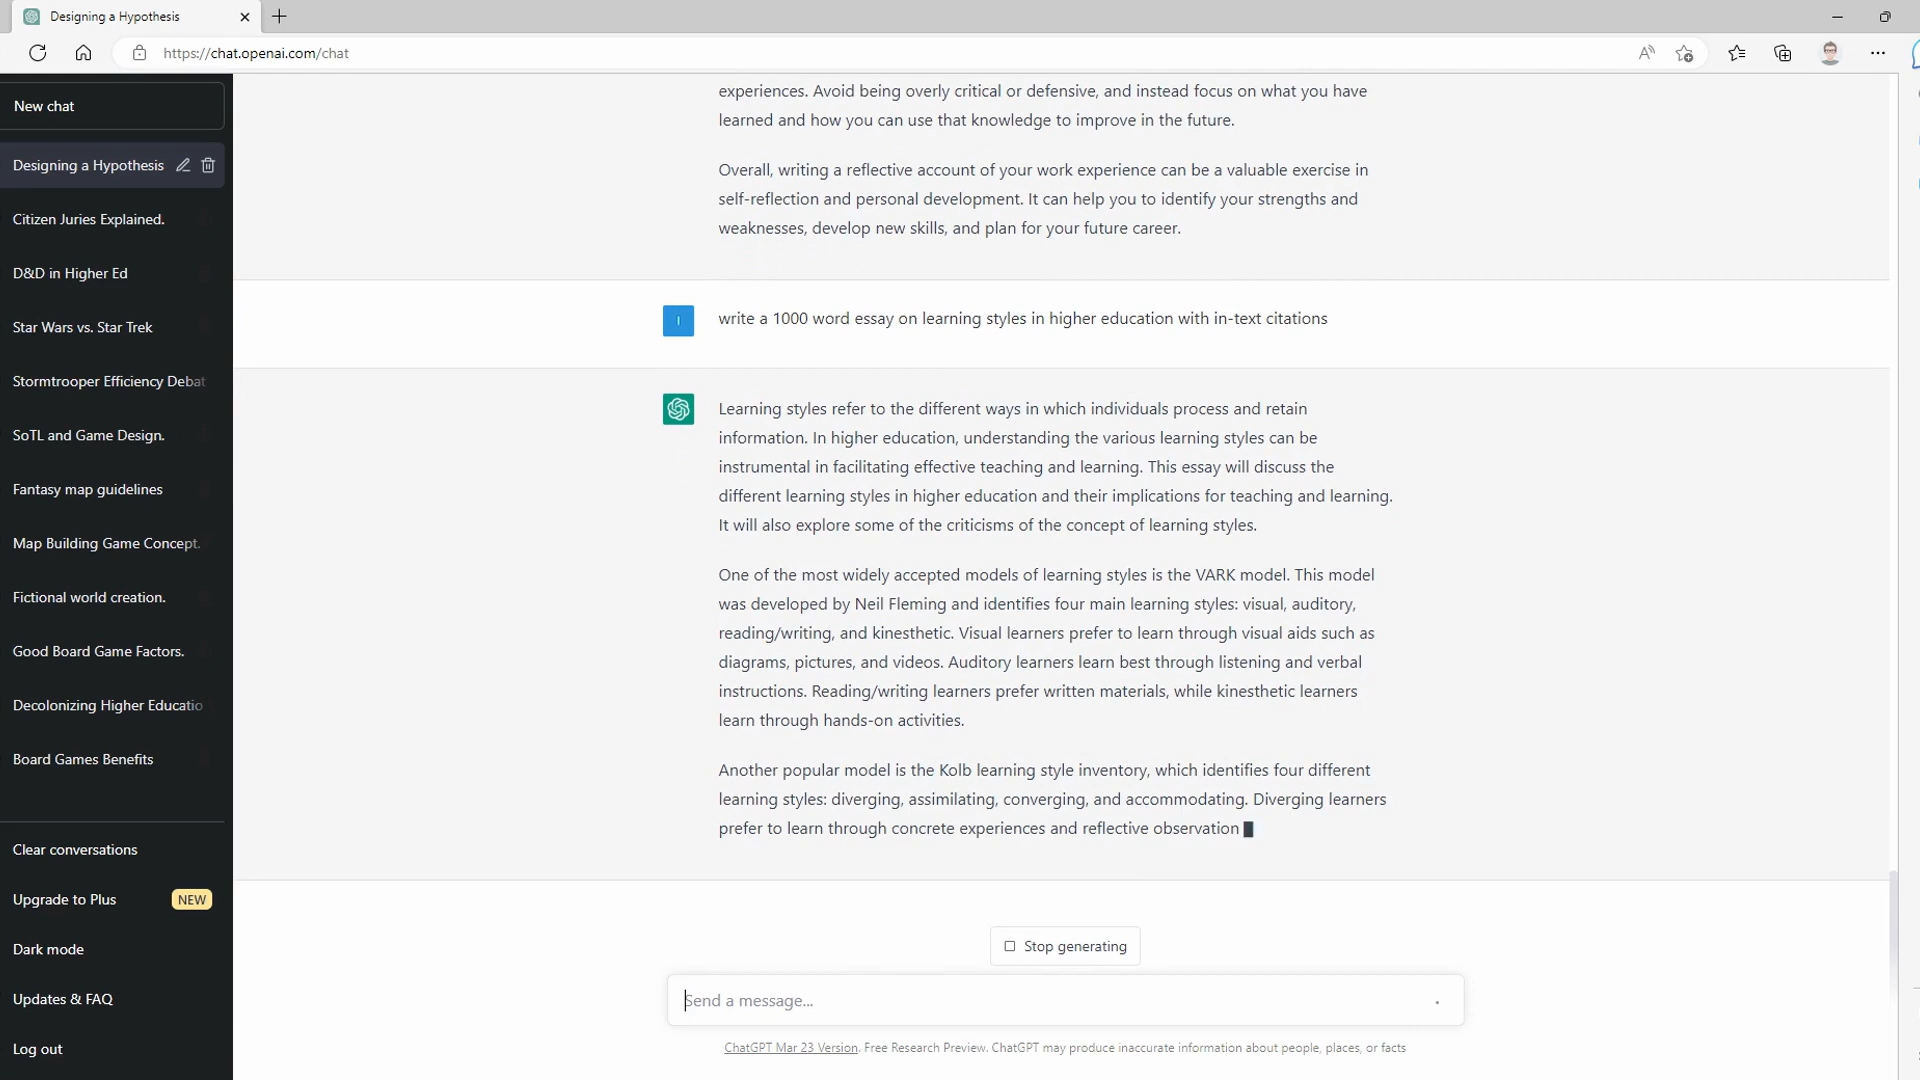 Designing a Hypothesis
https://chat.openai.com/chat
New chat
Designing a Hypothesis
Citizen Juries Explained.
D&D in Higher Ed
Star Wars vs. Star Trek
Stormtrooper Efficiency Debat
SoTL and Game Design.
Fantasy map guidelines
Map Building Game Concept.
Fictional world creation.
Good Board Game Factors.
Decolonizing Higher Educatio
Board Games Benefits
Clear conversations
Upgrade to Plus NEW
Dark mode
Updates & FAQ
Log out
experiences. Avoid being overly critical or defensive, and instead focus on what you have
learned and how you can use that knowledge to improve in the future.
Overall, writing a reflective account of your work experience can be a valuable exercise in
self-reflection and personal development. It can help you to identify your strengths and
weaknesses, develop new skills, and plan for your future career.
I
write a 1000 word essay on learning styles in higher education with in-text citations
Learning styles refer to the different ways in which individuals process and retain
information. In higher education, understanding the various learning styles can be
instrumental in facilitating effective teaching and learning. This essay will discuss the
different learning styles in higher education and their implications for teaching and learning.
It will also explore some of the criticisms of the concept of learning styles.
One of the most widely accepted models of learning styles is the VARK model. This model
was developed by Neil Fleming and identifies four main learning styles: visual, auditory,
reading/writing, and kinesthetic. Visual learners prefer to learn through visual aids such as
diagrams, pictures, and videos. Auditory learners learn best through listening and verbal
instructions. Reading/writing learners prefer written materials, while kinesthetic learners
learn through hands-on activities.
Another popular model is the Kolb learning style inventory, which identifies four different
learning styles: diverging, assimilating, converging, and accommodating. Diverging learners
prefer to learn through concrete experiences and reflective observation
Stop generating
Send a message...
ChatGPT Mar 23 Version. Free Research Preview. ChatGPT may produce inaccurate information about people, places, or facts